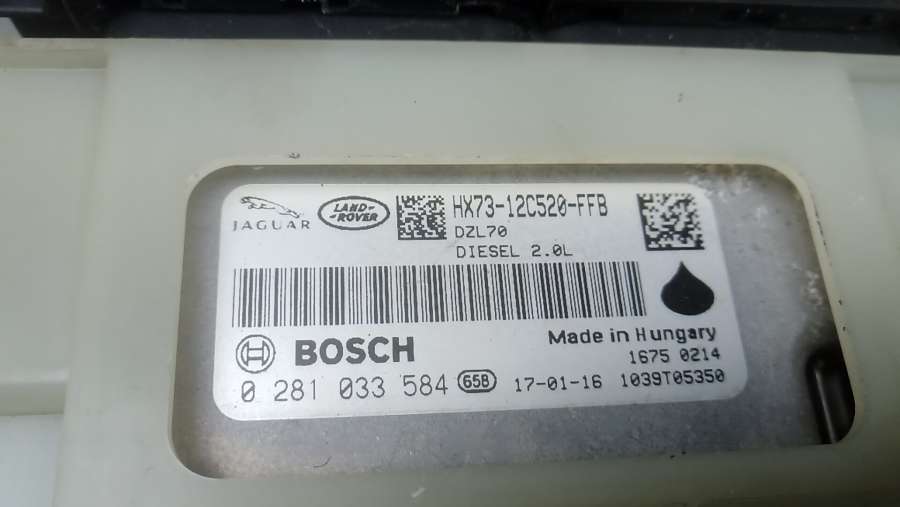 JAGUAR
LAND-
ROVER
HX73-12C520-FFB
DZL70
DIESEL 2.0L
Made in Hungary
BOSCH
1675 0214
0 281 033 584 65B 17-01-16 1039T05350